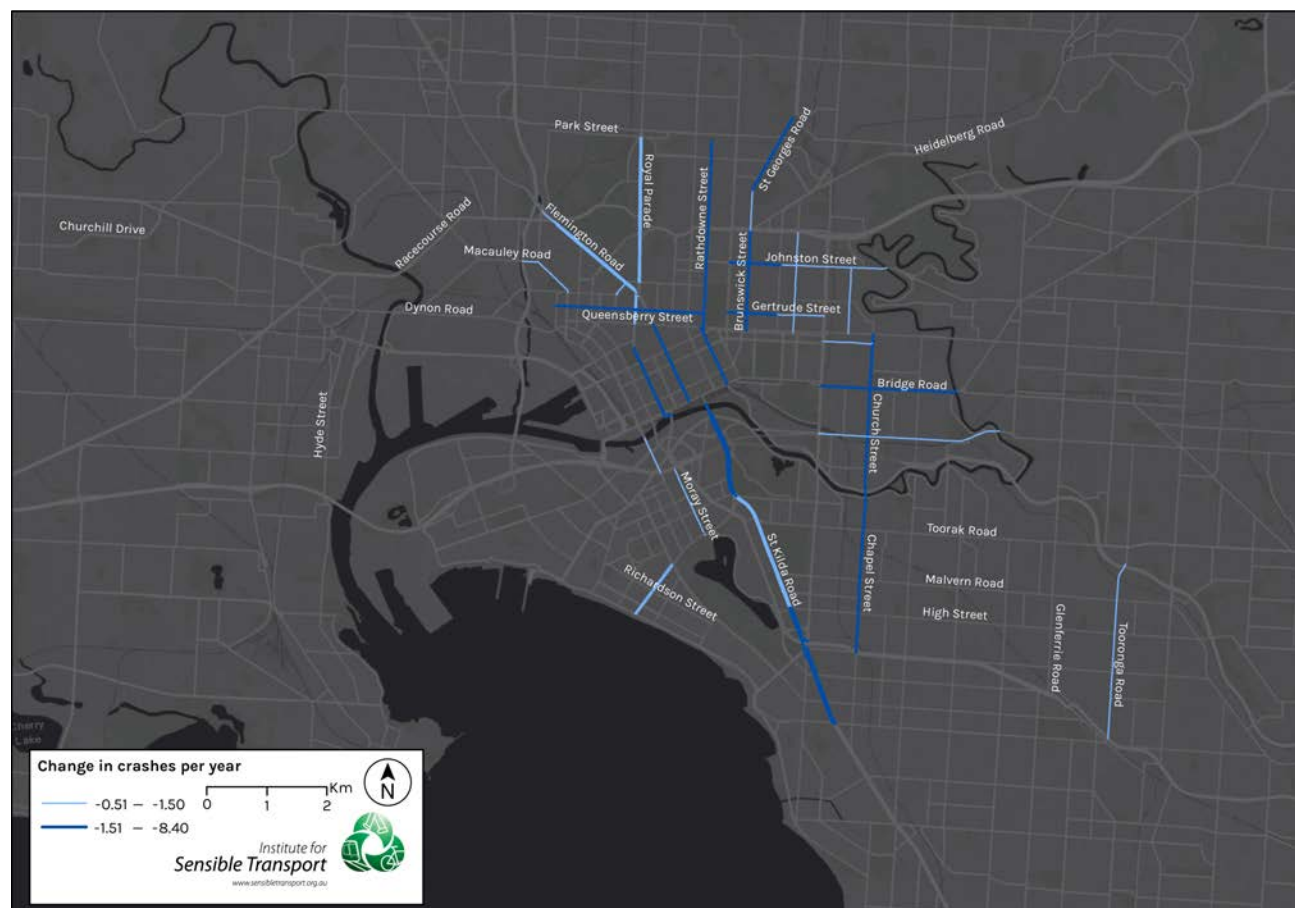 Park Street
St Georges Road
Heidelberg Road
Royal Parade
Rathdowne Street
Churchill Drive
Racecourse Road
Flemington Road
Macauley Road
Brunswick Street
Johnston Street
Dynon Road
Queensberry Street
Gertrude Street
Hyde Street
Bridge Road
Church Street
Moray Street
St Kilda Road
Toorak Road
Chapel Street
Malvern Road
Richardson Street
High Street
Glenferrie Road
Tooronga Road
Cherry
Lake
Change in crashes per year
-0.51 – -1.50
-1.51 – -8.40
0 1 2 Km
N
Institute for
Sensible Transport
www.sensibletransport.org.au